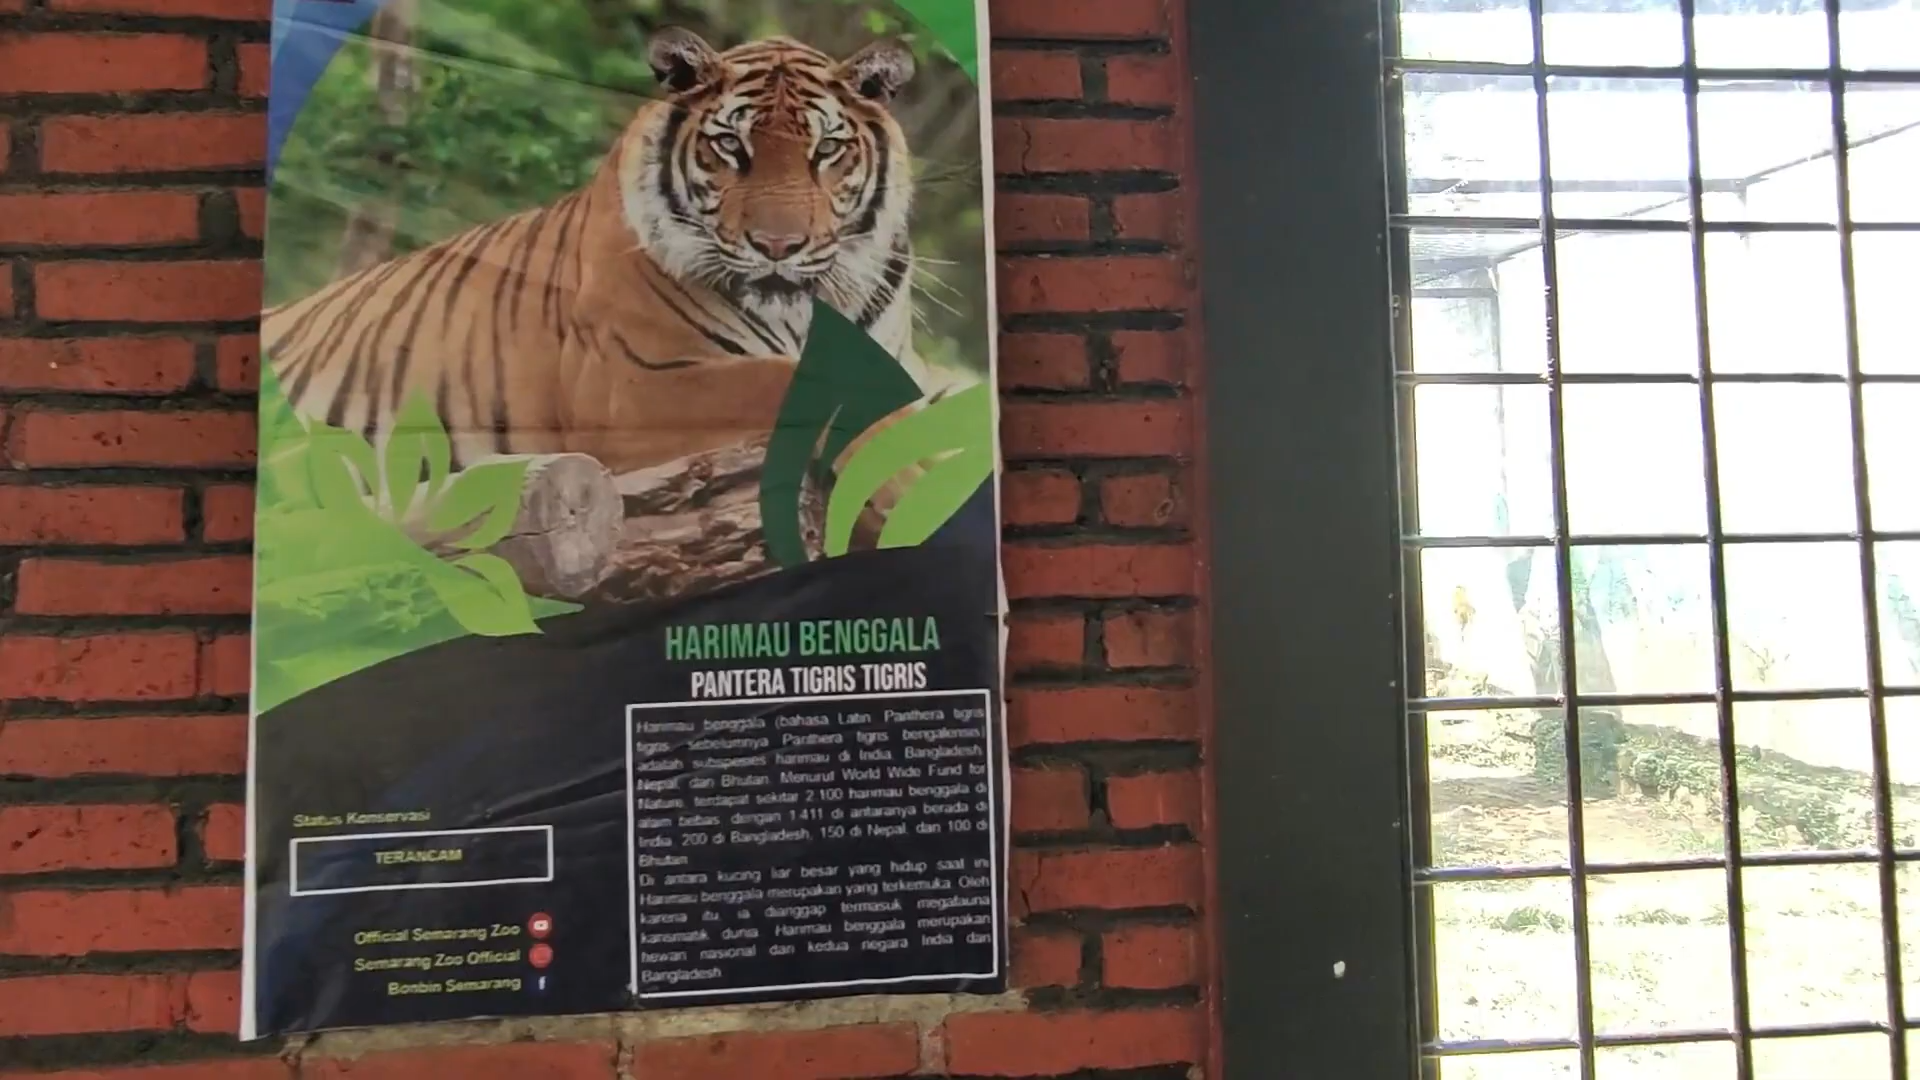 HARIMAU BENGGALA
PANTERA TIGRIS TIGRIS
Harimau benggala (bahasa Latin: Panthera tigris
tigris, sebelumnya Panthera tigris bengalensis)
adalah subspesies harimau di India, Bangladesh,
Nepal, dan Bhutan. Menurut World Wide Fund for
Nature, terdapat sekitar 2.100 harimau benggala di
alam bebas, dengan 1.411 di antaranya berada di
India, 200 di Bangladesh, 150 di Nepal, dan 100 di
Bhutan.
Di antara kucing liar besar yang hidup saat ini
Harimau benggala merupakan yang terkemuka. Oleh
karena itu, ia dianggap termasuk megafauna
karismatik dunia. Harimau benggala merupakan
hewan nasional dari kedua negara India dan
Bangladesh.
Status Konservasi
TERANCAM
Official Semarang Zoo
Semarang Zoo Official
Bonbin Semarang f